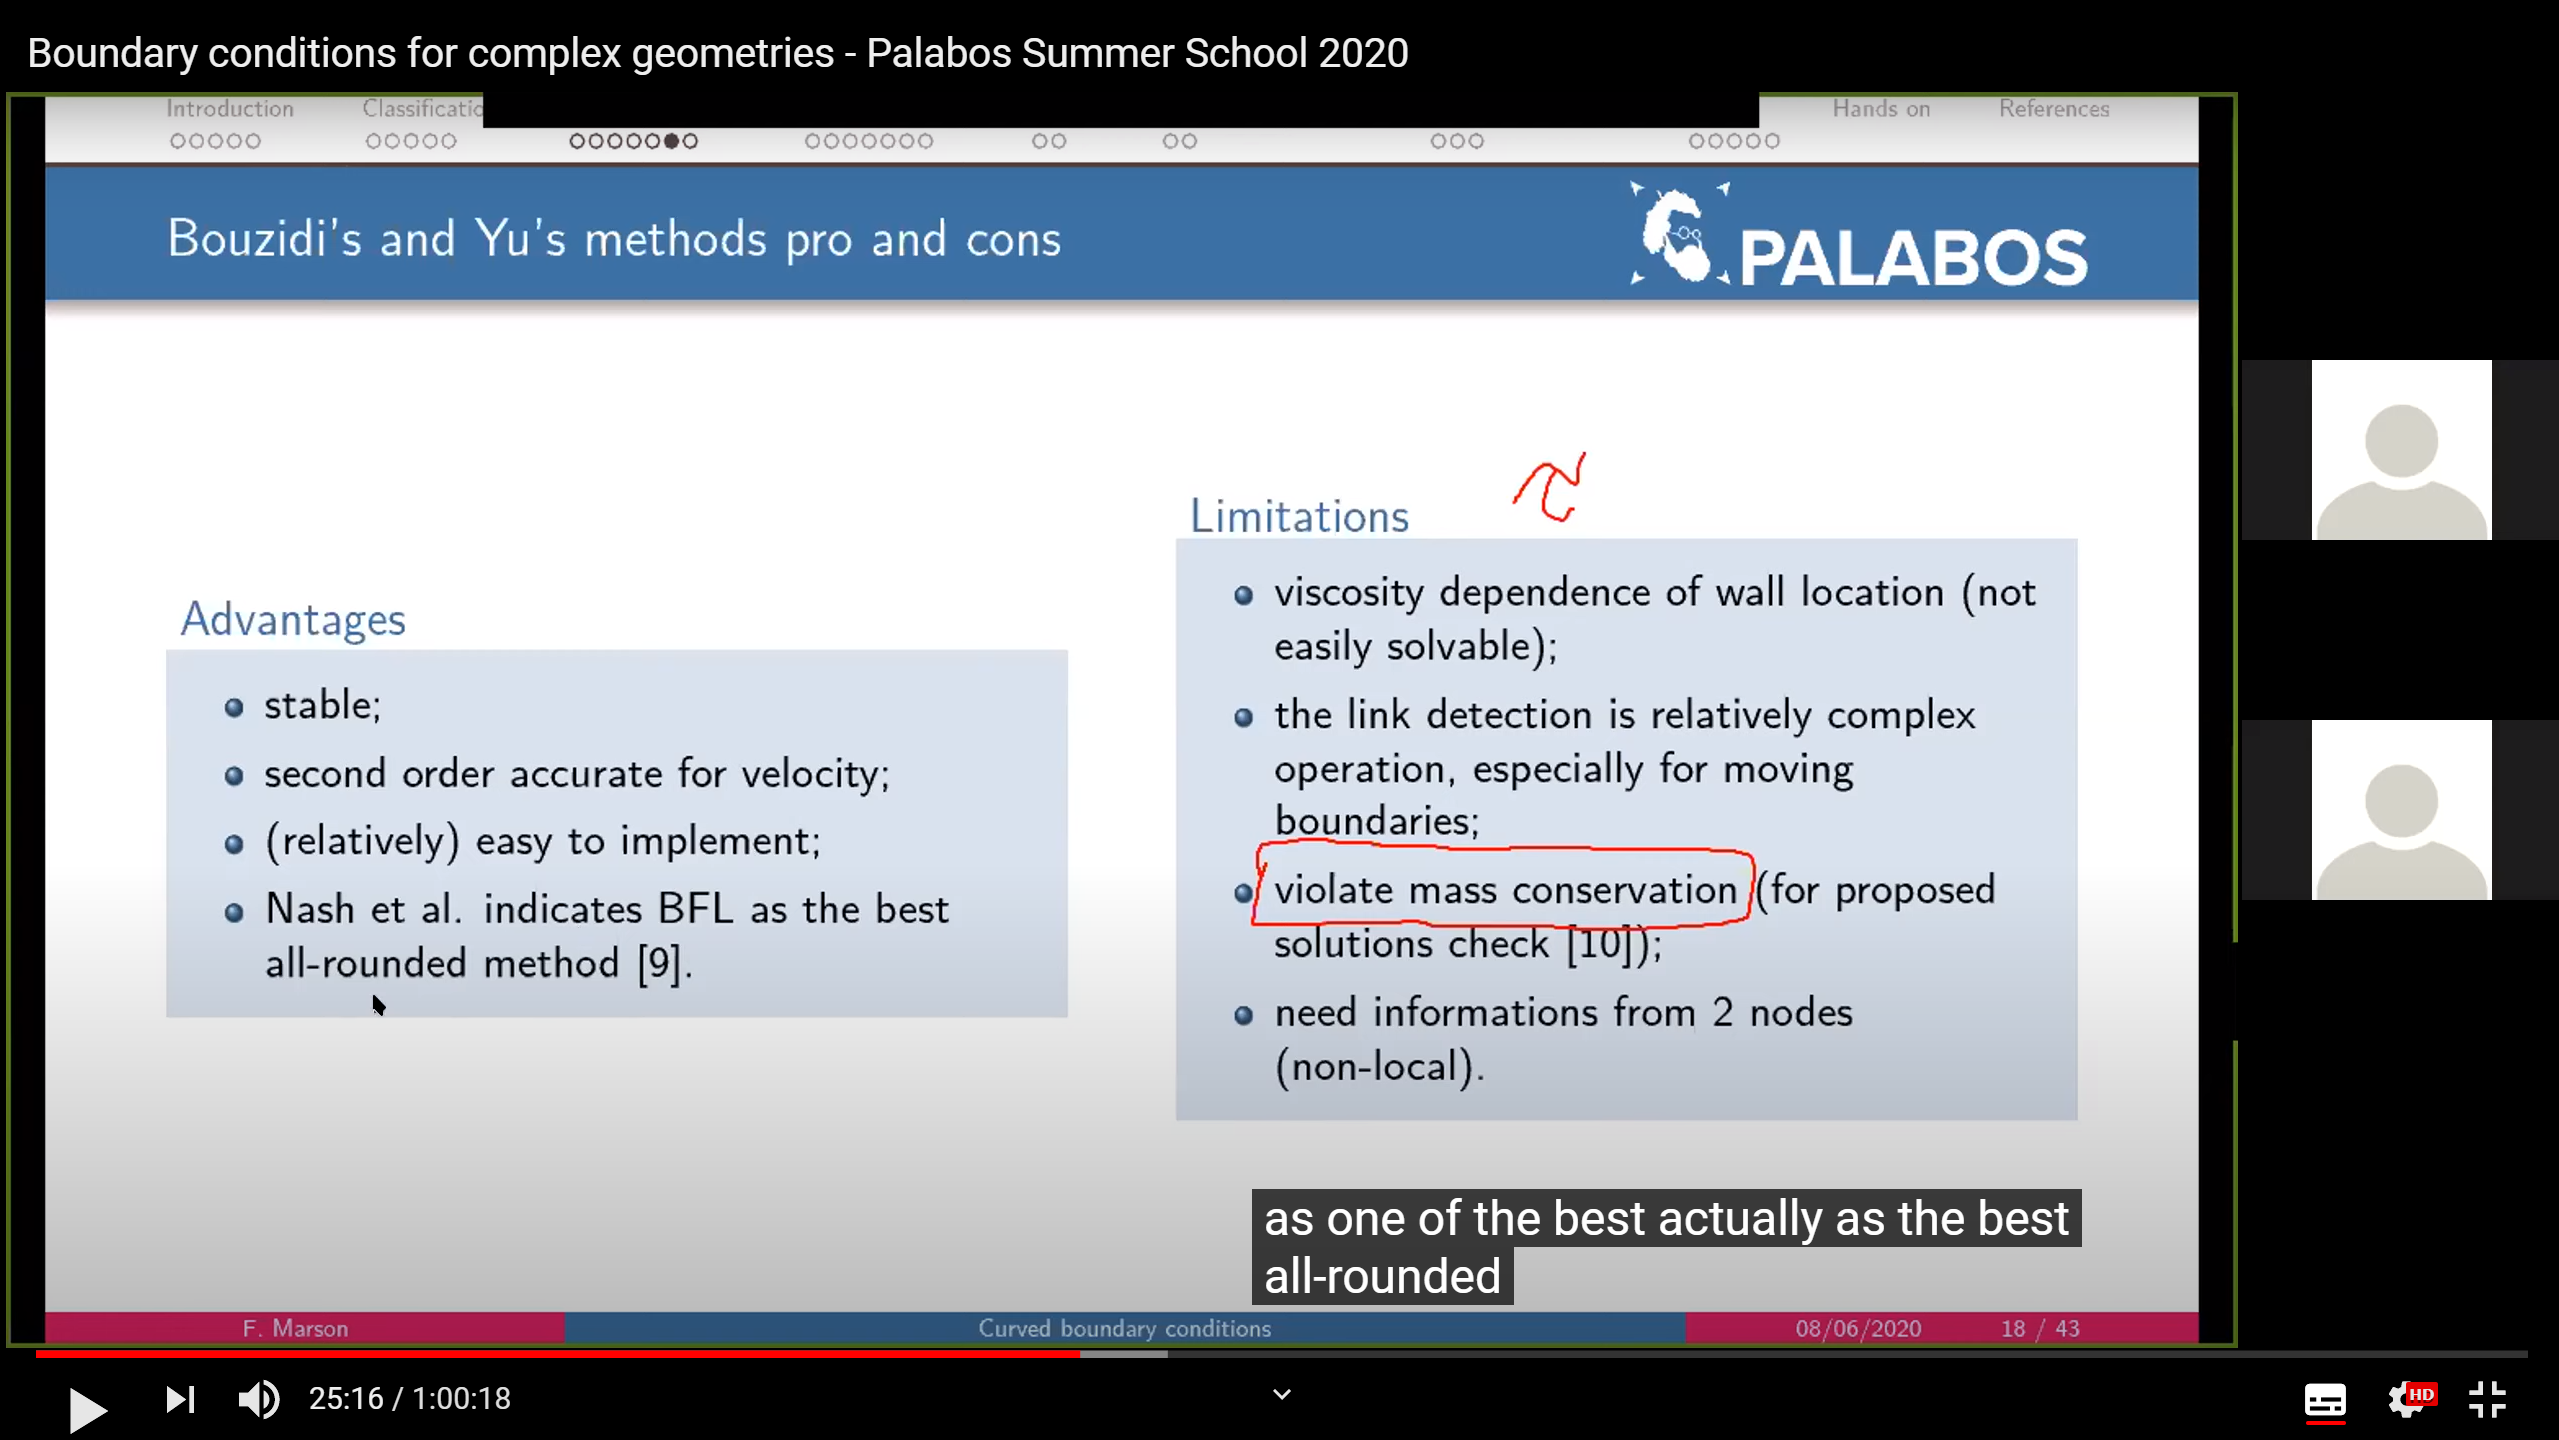 Boundary conditions for complex geometries - Palabos Summer School 2020
Introduction
Hands on
References
Bouzidi's and Yu's methods pro and cons
PALABOS
Advantages
stable;
second order accurate for velocity;
(relatively) easy to implement;
Nash et al. indicates BFL as the best
all-rounded method [9].
Limitations
viscosity dependence of wall location (not
easily solvable);
the link detection is relatively complex
operation, especially for moving
boundaries;
violate mass conservation (for proposed
solutions check [10]);
need informations from 2 nodes
(non-local).
as one of the best actually as the best
all-rounded
F. Marson
Curved boundary conditions
08/06/2020
18 / 43
25:16 / 1:00:18
HD